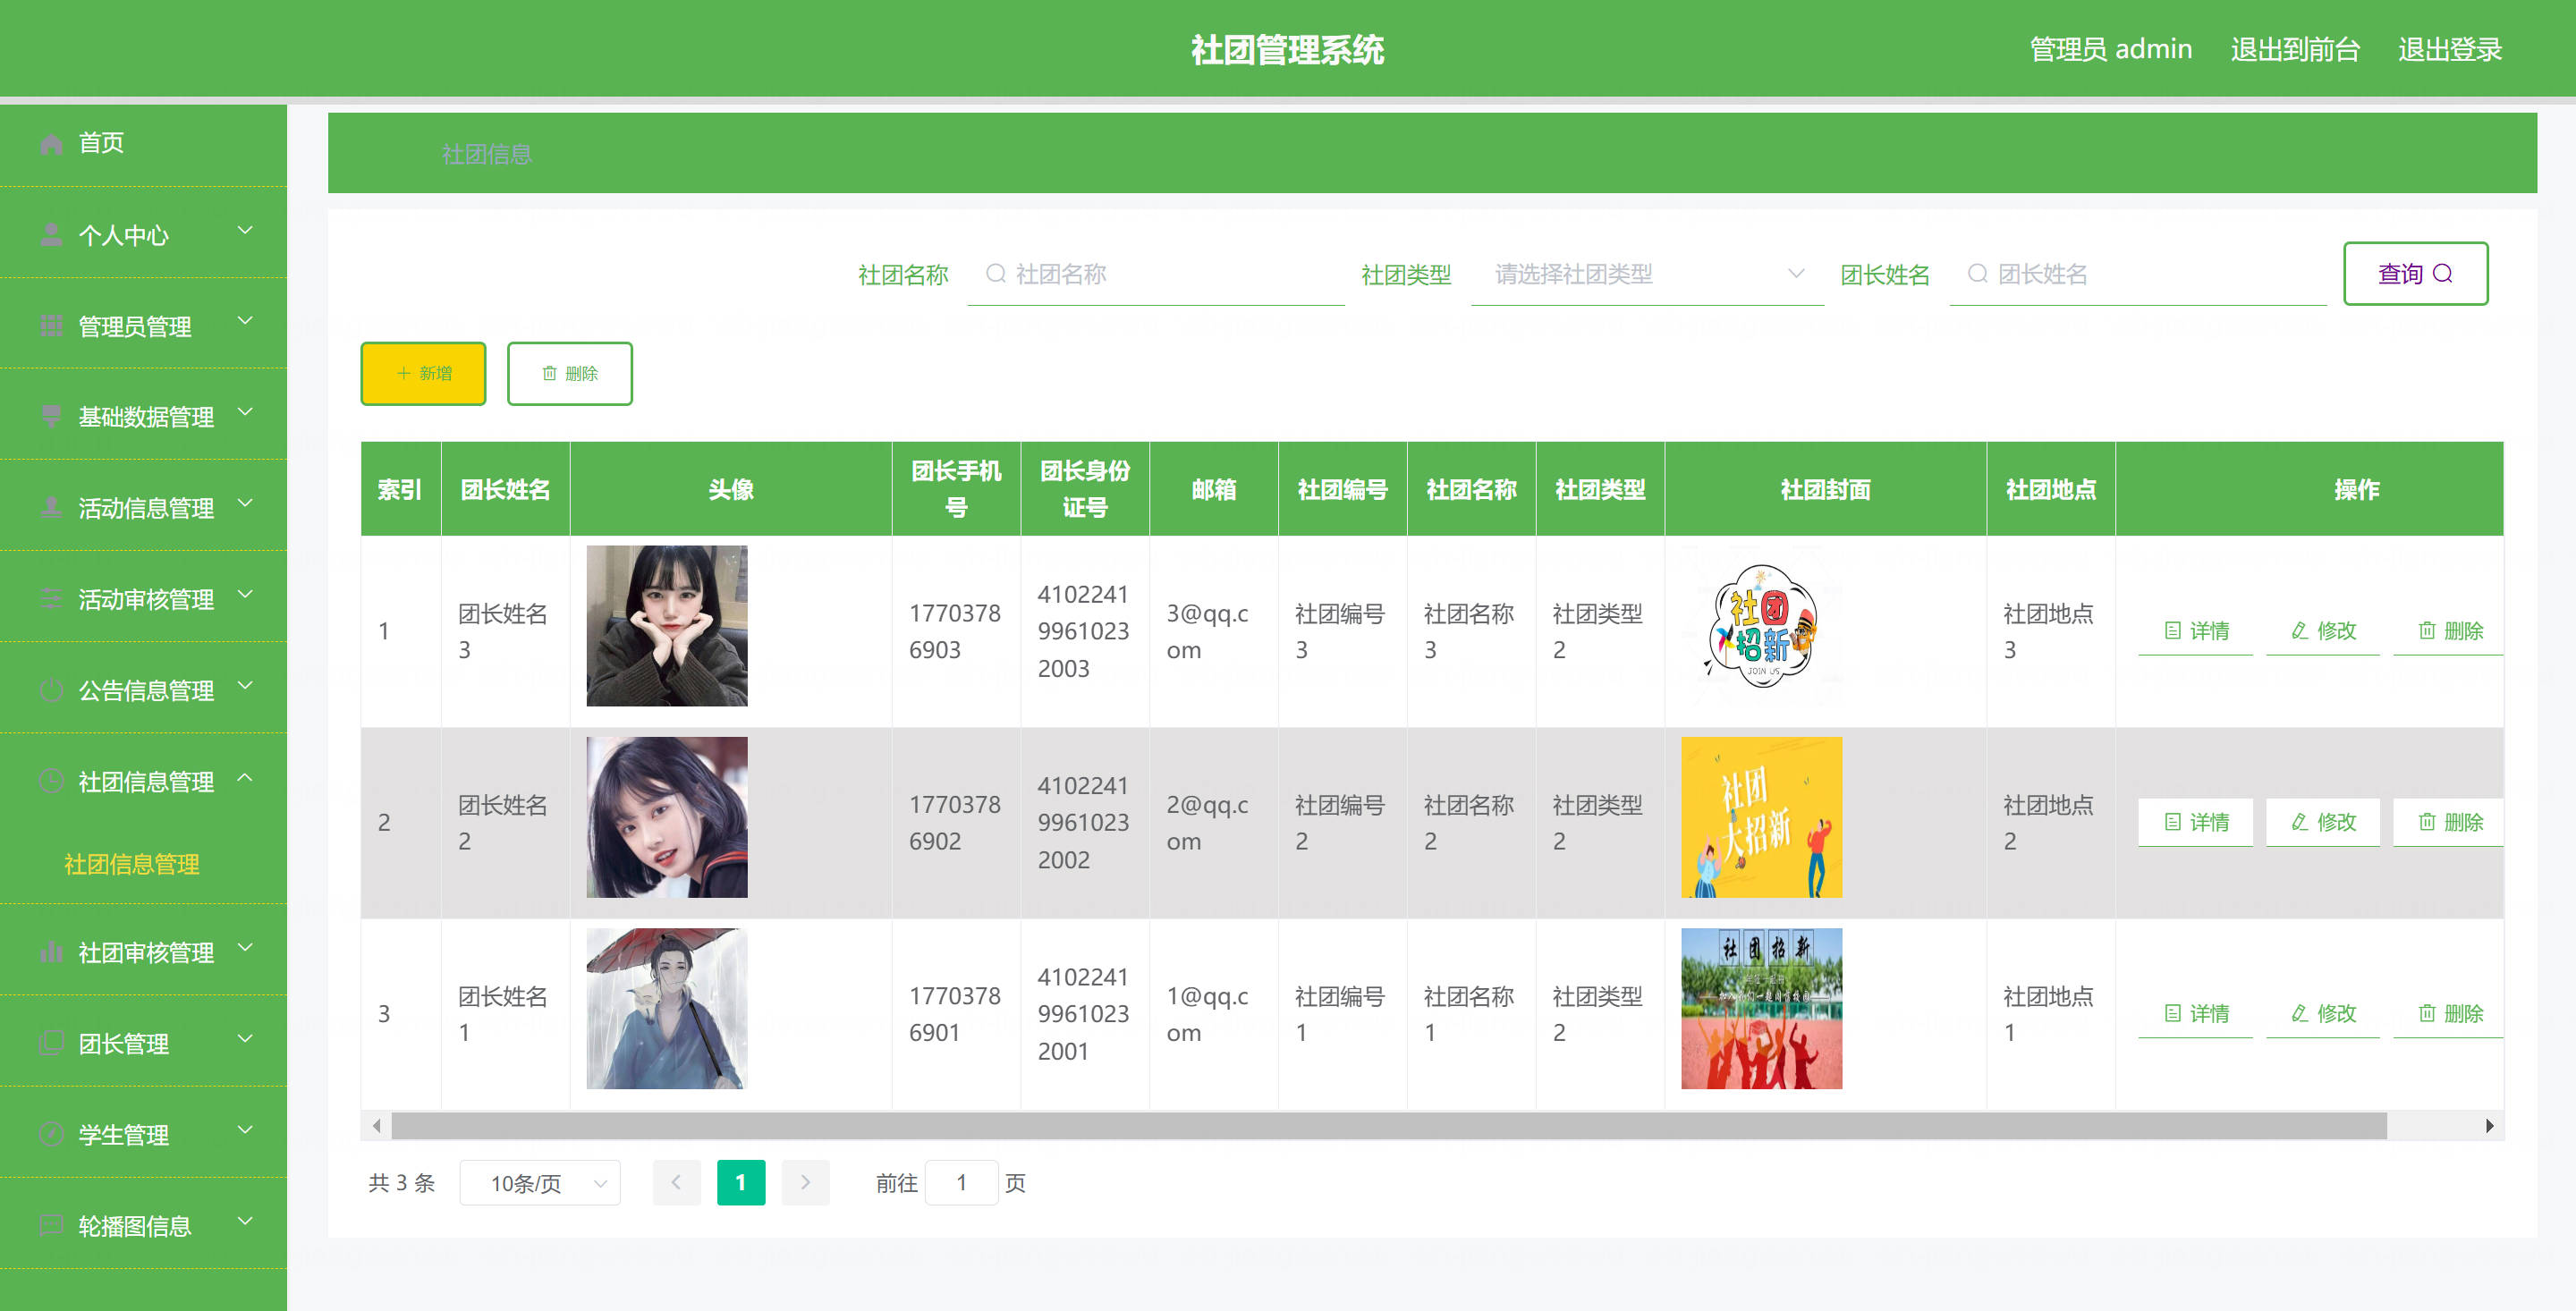 社团管理系统
管理员 admin 退出到前台 退出登录
首页
个人中心
管理员管理
基础数据管理
活动信息管理
活动审核管理
公告信息管理
社团信息管理
社团信息管理
社团审核管理
团长管理
学生管理
轮播图信息
社团信息
社团名称 社团名称 社团类型 请选择社团类型 团长姓名 团长姓名 查询
新增 删除
索引 团长姓名 头像 团长手机号 团长身份证号 邮箱 社团编号 社团名称 社团类型 社团封面 社团地点 操作
1 团长姓名3 17703786903 410224199610232003 3@qq.com 社团编号3 社团名称3 社团类型2 社团招新 JOIN US 社团地点3 详情 修改 删除
2 团长姓名2 17703786902 410224199610232002 2@qq.com 社团编号2 社团名称2 社团类型2 社团大招新 社团地点2 详情 修改 删除
3 团长姓名1 17703786901 410224199610232001 1@qq.com 社团编号1 社团名称1 社团类型2 社团招新 社团地点1 详情 修改 删除
共 3 条 10条/页 1 前往 1 页